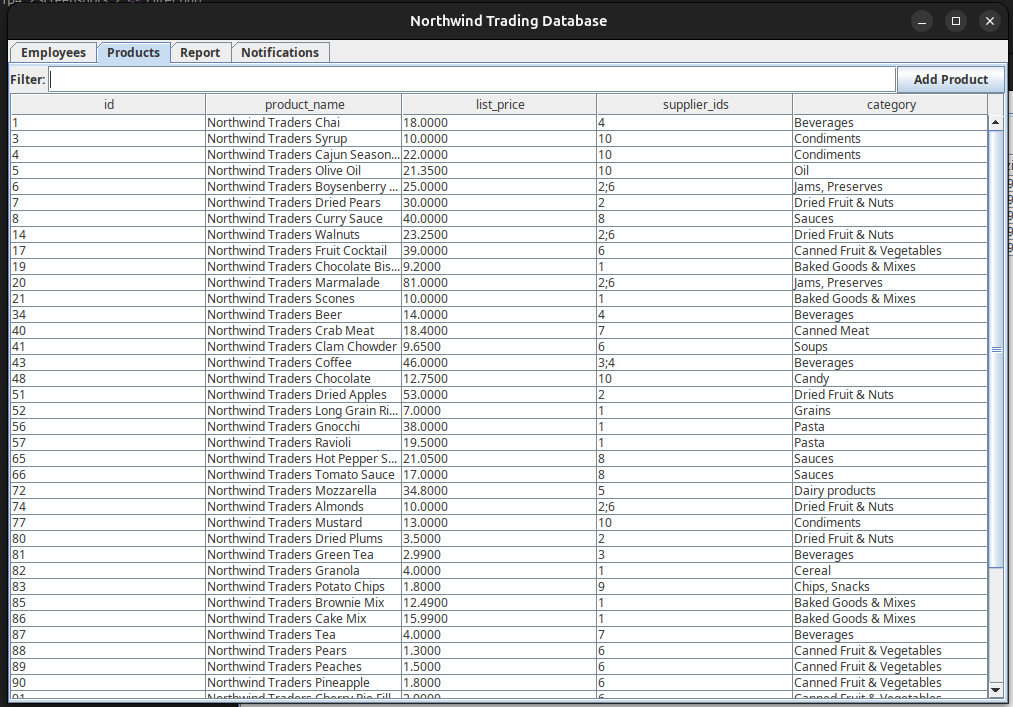 Northwind Trading Database
Employees Products Report Notifications
Filter: Add Product
id product_name list_price supplier_ids category
1 Northwind Traders Chai 18.0000 4 Beverages
3 Northwind Traders Syrup 10.0000 10 Condiments
4 Northwind Traders Cajun Season... 22.0000 10 Condiments
5 Northwind Traders Olive Oil 21.3500 10 Oil
6 Northwind Traders Boysenberry ... 25.0000 2;6 Jams, Preserves
7 Northwind Traders Dried Pears 30.0000 2 Dried Fruit & Nuts
8 Northwind Traders Curry Sauce 40.0000 8 Sauces
14 Northwind Traders Walnuts 23.2500 2;6 Dried Fruit & Nuts
17 Northwind Traders Fruit Cocktail 39.0000 6 Canned Fruit & Vegetables
19 Northwind Traders Chocolate Bis... 9.2000 1 Baked Goods & Mixes
20 Northwind Traders Marmalade 81.0000 2;6 Jams, Preserves
21 Northwind Traders Scones 10.0000 1 Baked Goods & Mixes
34 Northwind Traders Beer 14.0000 4 Beverages
40 Northwind Traders Crab Meat 18.4000 7 Canned Meat
41 Northwind Traders Clam Chowder 9.6500 6 Soups
43 Northwind Traders Coffee 46.0000 3;4 Beverages
48 Northwind Traders Chocolate 12.7500 10 Candy
51 Northwind Traders Dried Apples 53.0000 2 Dried Fruit & Nuts
52 Northwind Traders Long Grain Ri... 7.0000 1 Grains
56 Northwind Traders Gnocchi 38.0000 1 Pasta
57 Northwind Traders Ravioli 19.5000 1 Pasta
65 Northwind Traders Hot Pepper S... 21.0500 8 Sauces
66 Northwind Traders Tomato Sauce 17.0000 8 Sauces
72 Northwind Traders Mozzarella 34.8000 5 Dairy products
74 Northwind Traders Almonds 10.0000 2;6 Dried Fruit & Nuts
77 Northwind Traders Mustard 13.0000 10 Condiments
80 Northwind Traders Dried Plums 3.5000 2 Dried Fruit & Nuts
81 Northwind Traders Green Tea 2.9900 3 Beverages
82 Northwind Traders Granola 4.0000 1 Cereal
83 Northwind Traders Potato Chips 1.8000 9 Chips, Snacks
85 Northwind Traders Brownie Mix 12.4900 1 Baked Goods & Mixes
86 Northwind Traders Cake Mix 15.9900 1 Baked Goods & Mixes
87 Northwind Traders Tea 4.0000 7 Beverages
88 Northwind Traders Pears 1.3000 6 Canned Fruit & Vegetables
89 Northwind Traders Peaches 1.5000 6 Canned Fruit & Vegetables
90 Northwind Traders Pineapple 1.8000 6 Canned Fruit & Vegetables
91 Northwind Traders Cherry Pie Fill... 2.0000 6 Canned Fruit & Vegetables